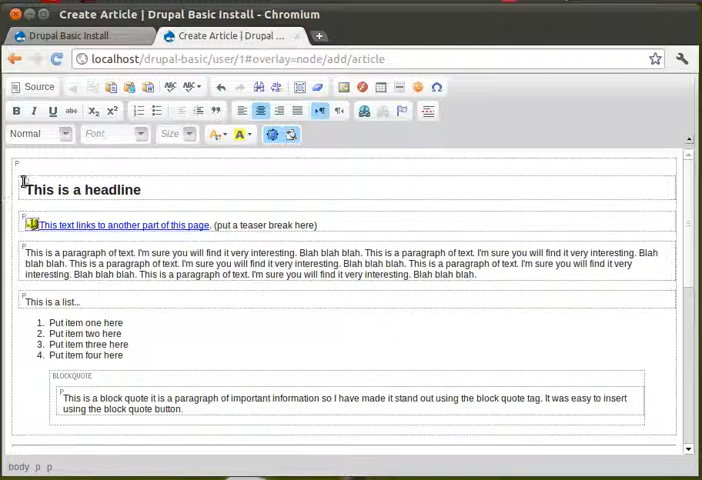 Create Article | Drupal Basic Install - Chromium
Drupal Basic Install
Create Article | Drupal ...
localhost/drupal-basic/user/1#overlay=node/add/article
Source
B I U abc X₂ X²
Normal Font Size A A
P
This is a headline
P
This text links to another part of this page. (put a teaser break here)
P
This is a paragraph of text. I'm sure you will find it very interesting. Blah blah blah. This is a paragraph of text. I'm sure you will find it very interesting. Blah
blah blah. This is a paragraph of text. I'm sure you will find it very interesting. Blah blah blah. This is a paragraph of text. I'm sure you will find it very
interesting. Blah blah blah. This is a paragraph of text. I'm sure you will find it very interesting. Blah blah blah.
P
This is a list...
1. Put item one here
2. Put item two here
3. Put item three here
4. Put item four here
BLOCKQUOTE
P
This is a block quote it is a paragraph of important information so I have made it stand out using the block quote tag. It was easy to insert
using the block quote button.
body p p